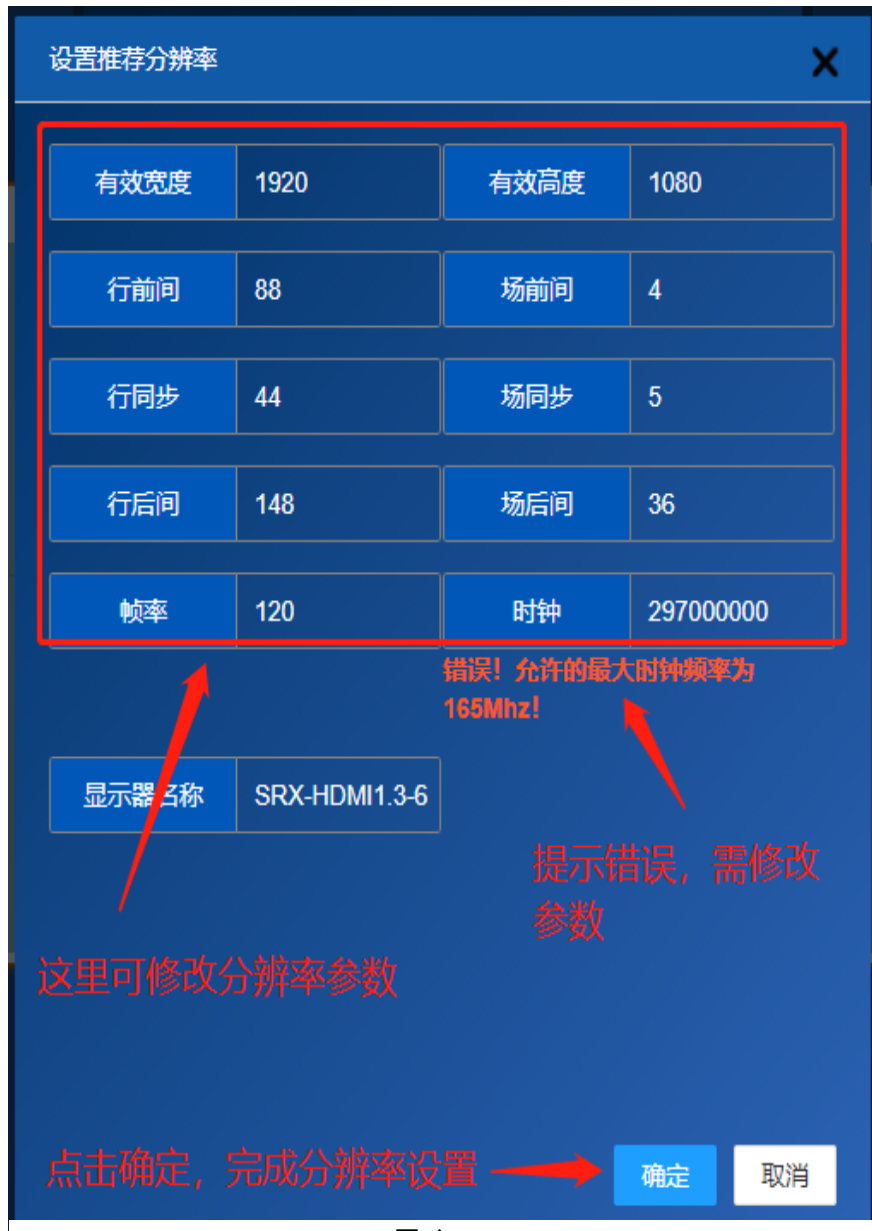 设置推荐分辨率
有效宽度 1920 有效高度 1080
行前间 88 场前间 4
行同步 44 场同步 5
行后间 148 场后间 36
帧率 120 时钟 297000000
错误！允许的最大时钟频率为
165Mhz！
显示器名称 SRX-HDMI1.3-6
提示错误，需修改
参数
这里可修改分辨率参数
点击确定，完成分辨率设置
确定 取消